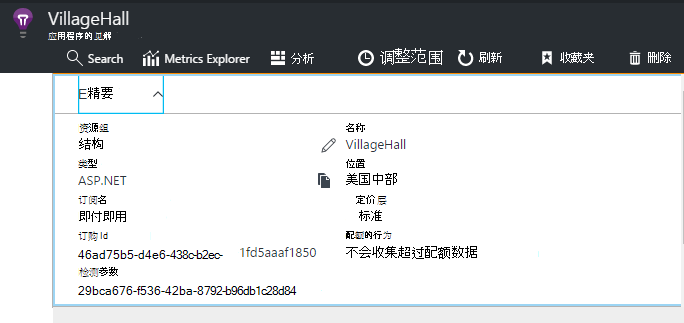 VillageHall
应用程序的见解
Search Metrics Explorer 分析 调整范围 刷新 收藏夹 删除
E精要
资源组 名称
结构 VillageHall
类型 位置
ASP.NET 美国中部
订阅名 定价层
即付即用 标准
订购 Id 配额的行为
46ad75b5-d4e6-438c-b2ec- 1fd5aaaf1850 不会收集超过配额数据
检测参数
29bca676-f536-42ba-8792-b96db1c28d84